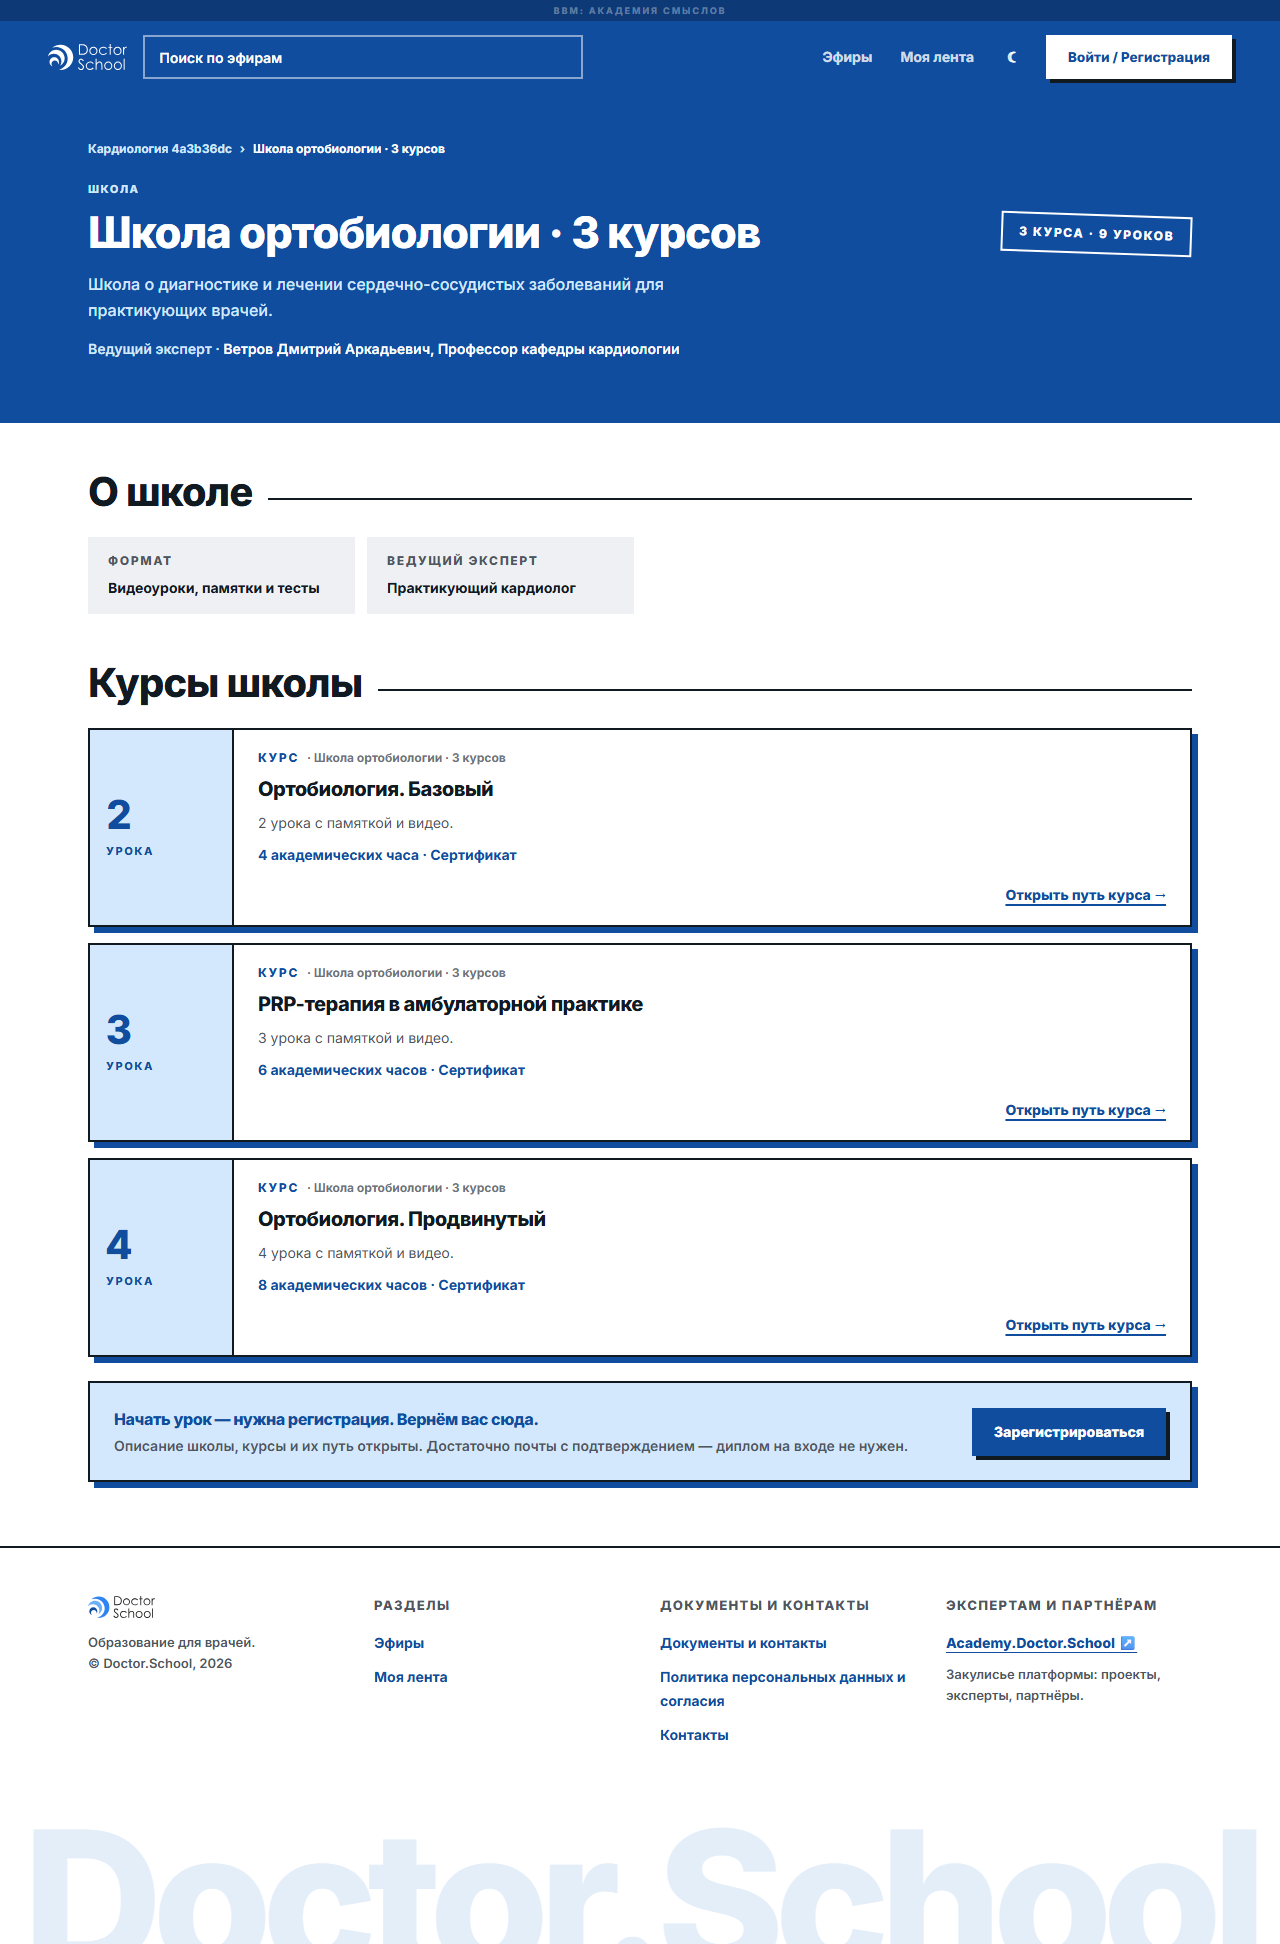 ВВМ: АКАДЕМИЯ СМЫСЛОВ
Doctor School
Поиск по эфирам
Эфиры
Моя лента
Войти / Регистрация
Кардиология 4a3b36dc › Школа ортобиологии · 3 курсов
ШКОЛА
Школа ортобиологии · 3 курсов
3 КУРСА · 9 УРОКОВ
Школа о диагностике и лечении сердечно-сосудистых заболеваний для
практикующих врачей.
Ведущий эксперт · Ветров Дмитрий Аркадьевич, Профессор кафедры кардиологии
О школе
ФОРМАТ
Видеоуроки, памятки и тесты
ВЕДУЩИЙ ЭКСПЕРТ
Практикующий кардиолог
Курсы школы
2
УРОКА
КУРС · Школа ортобиологии · 3 курсов
Ортобиология. Базовый
2 урока с памяткой и видео.
4 академических часа · Сертификат
Открыть путь курса →
3
УРОКА
КУРС · Школа ортобиологии · 3 курсов
PRP-терапия в амбулаторной практике
3 урока с памяткой и видео.
6 академических часов · Сертификат
Открыть путь курса →
4
УРОКА
КУРС · Школа ортобиологии · 3 курсов
Ортобиология. Продвинутый
4 урока с памяткой и видео.
8 академических часов · Сертификат
Открыть путь курса →
Начать урок — нужна регистрация. Вернём вас сюда.
Описание школы, курсы и их путь открыты. Достаточно почты с подтверждением — диплом на входе не нужен.
Зарегистрироваться
Doctor School
Образование для врачей.
© Doctor.School, 2026
РАЗДЕЛЫ
Эфиры
Моя лента
ДОКУМЕНТЫ И КОНТАКТЫ
Документы и контакты
Политика персональных данных и
согласия
Контакты
ЭКСПЕРТАМ И ПАРТНЁРАМ
Academy.Doctor.School ↗
Закулисье платформы: проекты,
эксперты, партнёры.
Doctor.School